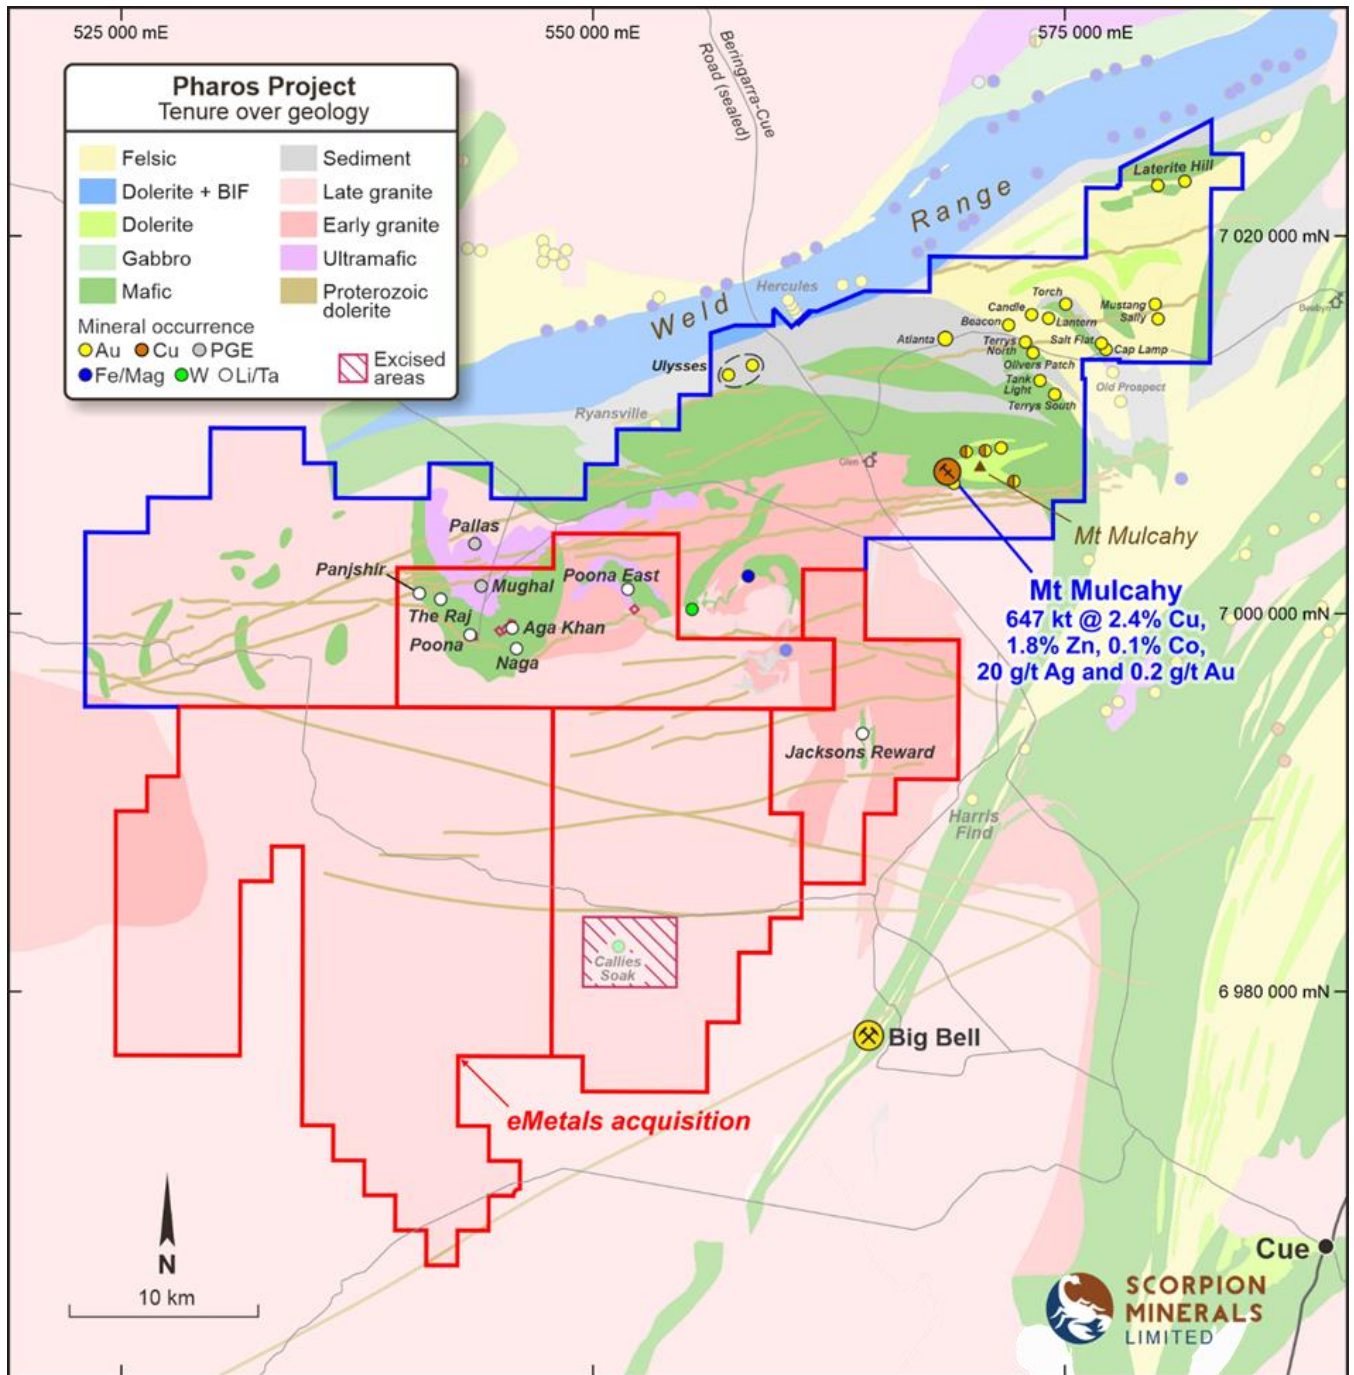 525 000 mE
550 000 mE
575 000 mE
Pharos Project
Tenure over geology
Felsic
Dolerite + BIF
Dolerite
Gabbro
Mafic
Sediment
Late granite
Early granite
Ultramafic
Proterozoic
dolerite
Mineral occurrence
Au
Cu
PGE
Fe/Mag
W
Li/Ta
Excised
areas
Beringarra-Cue
Road (sealed)
Weld Range
Laterite Hill
7 020 000 mN
Hercules
Torch
Candle
Lantern
Mustang
Sally
Beacon
Atlanta
Terrys
North
Salt Flat
Cap Lamp
Olivers Patch
Tank
Light
Terrys South
Old Prospect
Beebyn
Ulysses
Ryansville
Glen
Mt Mulcahy
Pallas
Panjshir
Mughal
Poona East
The Raj
Poona
Aga Khan
Naga
Mt Mulcahy
647 kt @ 2.4% Cu,
1.8% Zn, 0.1% Co,
20 g/t Ag and 0.2 g/t Au
7 000 000 mN
Jacksons Reward
Harris
Find
Callies
Soak
6 980 000 mN
Big Bell
eMetals acquisition
N
10 km
Cue
SCORPION
MINERALS
LIMITED